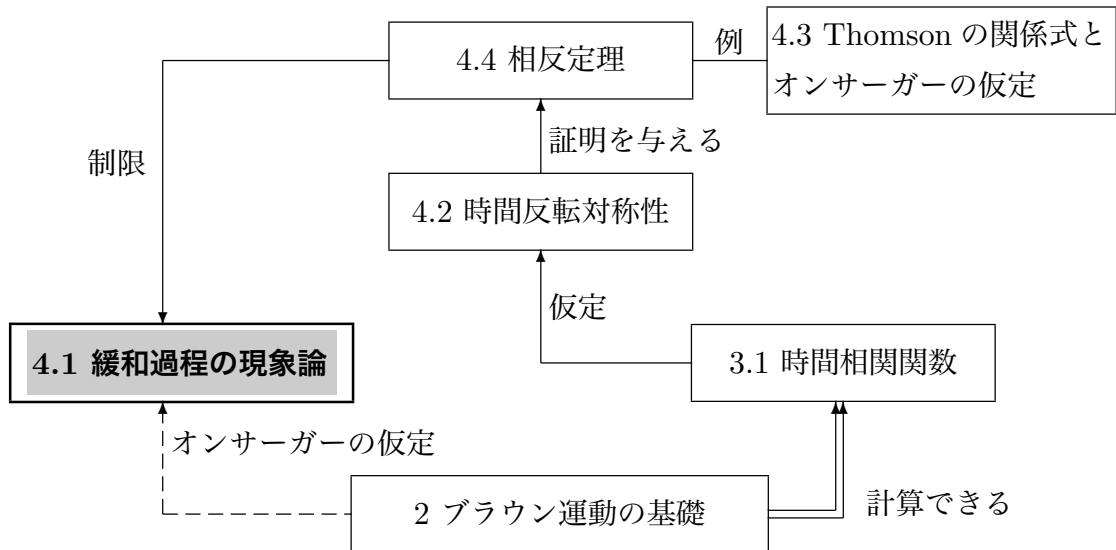 4.4 相反定理
例
4.3 Thomson の関係式と
オンサーガーの仮定
制限
証明を与える
4.2 時間反転対称性
仮定
4.1 緩和過程の現象論
3.1 時間相関関数
オンサーガーの仮定
2 ブラウン運動の基礎
計算できる